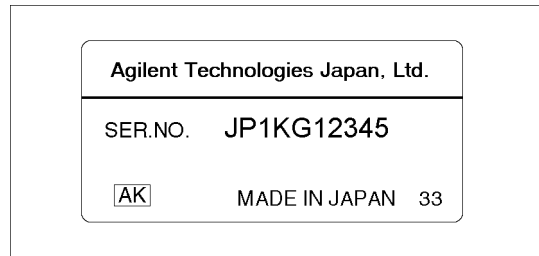 Agilent Technologies Japan, Ltd.
SER.NO. JP1KG12345
AK MADE IN JAPAN 33